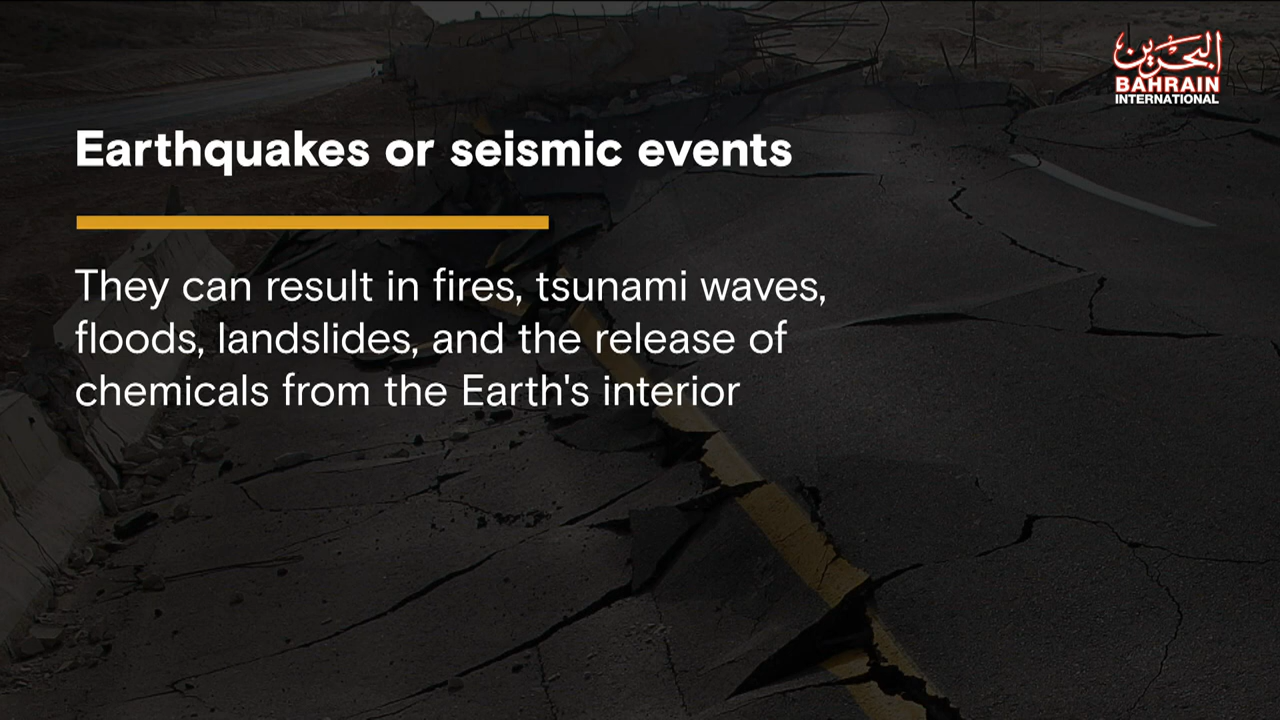 البحرين
BAHRAIN
INTERNATIONAL
Earthquakes or seismic events
They can result in fires, tsunami waves,
floods, landslides, and the release of
chemicals from the Earth's interior